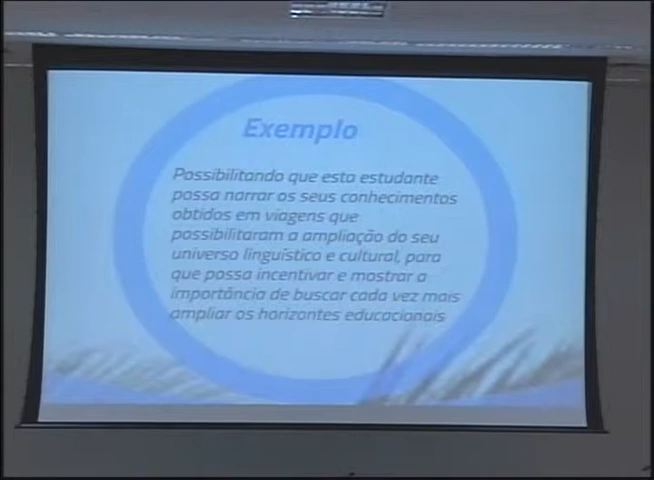 Exemplo
Possibilitando que esta estudante
possa narrar os seus conhecimentos
obtidos em viagens que
possibilitaram a ampliação do seu
universo linguístico e cultural, para
que possa incentivar e mostrar a
importância de buscar cada vez mais
ampliar os horizontes educacionais